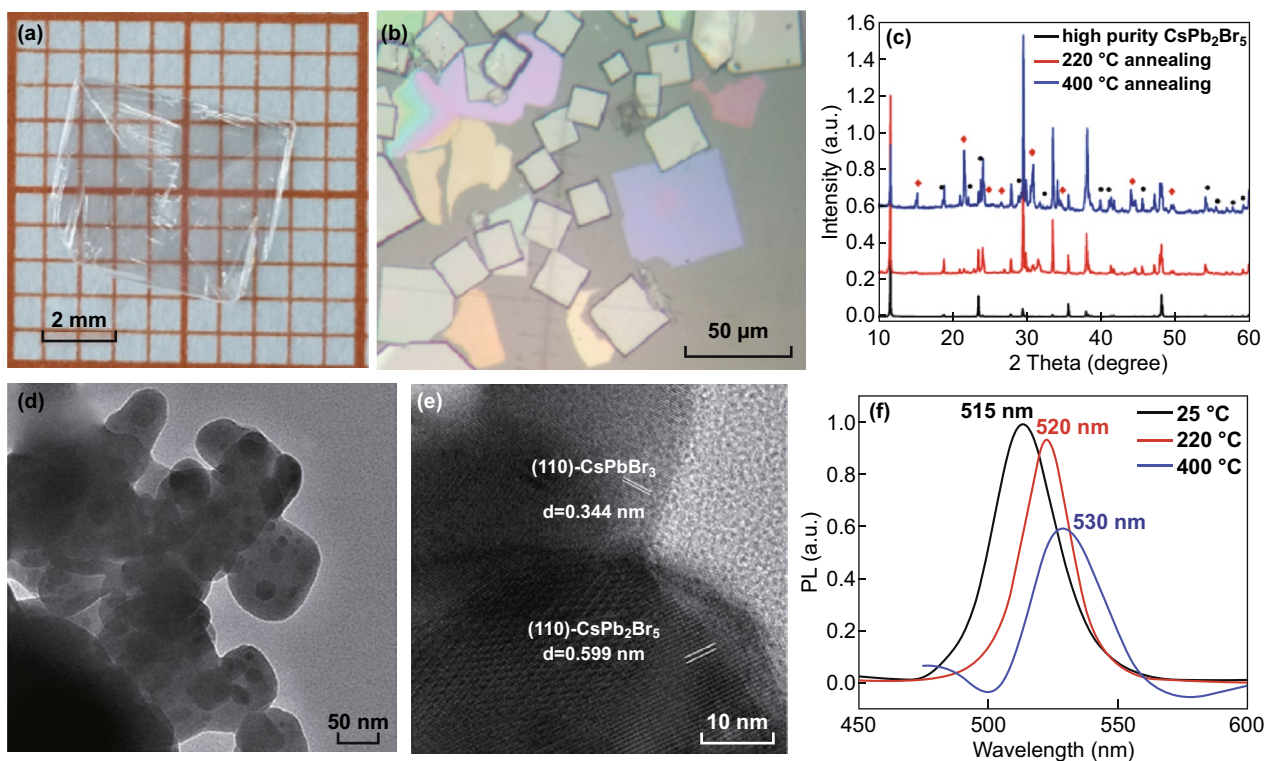 (a)
2 mm
(b)
50 µm
(c)
high purity CsPb₂Br₅
220 °C annealing
400 °C annealing
Intensity (a.u.)
1.6
1.4
1.2
1.0
0.8
0.6
0.4
0.2
0.0
10 20 30 40 50 60
2 Theta (degree)
(d)
50 nm
(e)
(110)-CsPbBr₃
d=0.344 nm
(110)-CsPb₂Br₅
d=0.599 nm
10 nm
(f)
515 nm
520 nm
530 nm
25 °C
220 °C
400 °C
PL (a.u.)
1.0
0.8
0.6
0.4
0.2
0.0
450 500 550 600
Wavelength (nm)